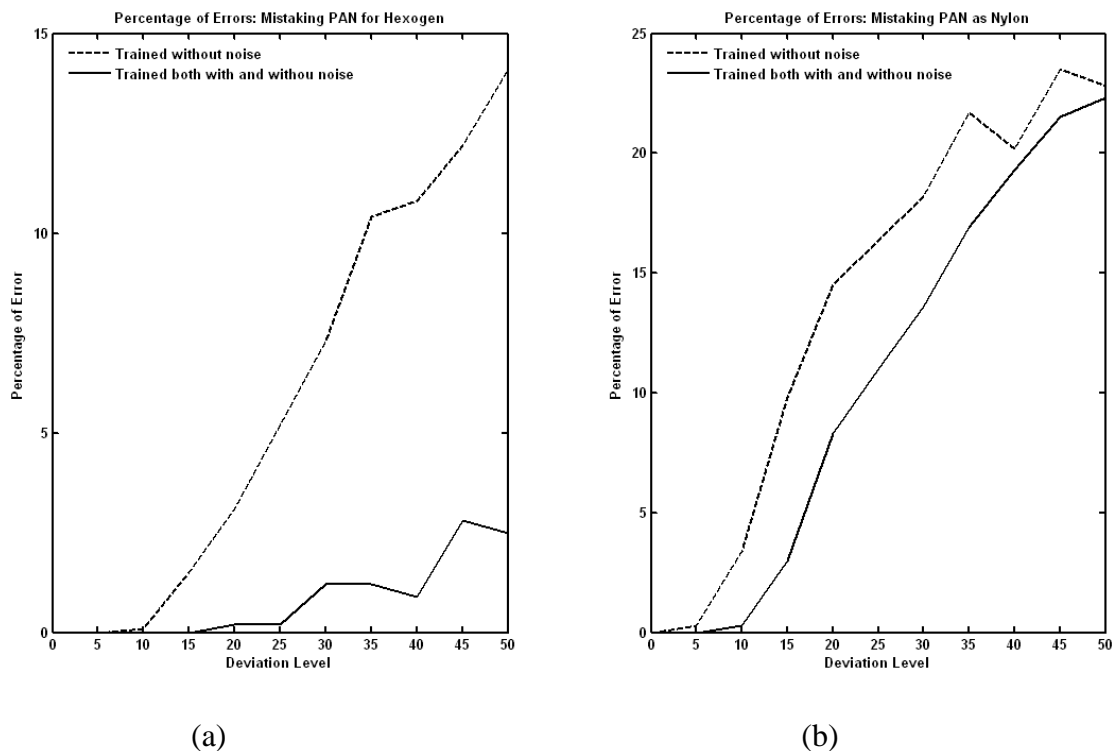 Percentage of Errors: Mistaking PAN for Hexogen
15
Trained without noise
Trained both with and withou noise
10
Percentage of Error
5
0
0 5 10 15 20 25 30 35 40 45 50
Deviation Level
(a)
Percentage of Errors: Mistaking PAN as Nylon
25
Trained without noise
Trained both with and withou noise
20
15
Percentage of Error
10
5
0
0 5 10 15 20 25 30 35 40 45 50
Deviation Level
(b)